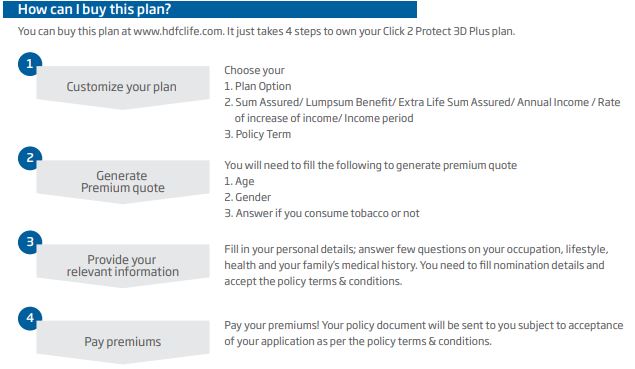 How can I buy this plan?
You can buy this plan at www.hdfclife.com. It just takes 4 steps to own your Click 2 Protect 3D Plus plan.
1
Customize your plan
Choose your
1. Plan Option
2. Sum Assured/ Lumpsum Benefit/ Extra Life Sum Assured/ Annual Income / Rate
of increase of income/ Income period
3. Policy Term
2
Generate
Premium quote
You will need to fill the following to generate premium quote
1. Age
2. Gender
3. Answer if you consume tobacco or not
3
Provide your
relevant information
Fill in your personal details; answer few questions on your occupation, lifestyle,
health and your family's medical history. You need to fill nomination details and
accept the policy terms & conditions.
4
Pay premiums
Pay your premiums! Your policy document will be sent to you subject to acceptance
of your application as per the policy terms & conditions.